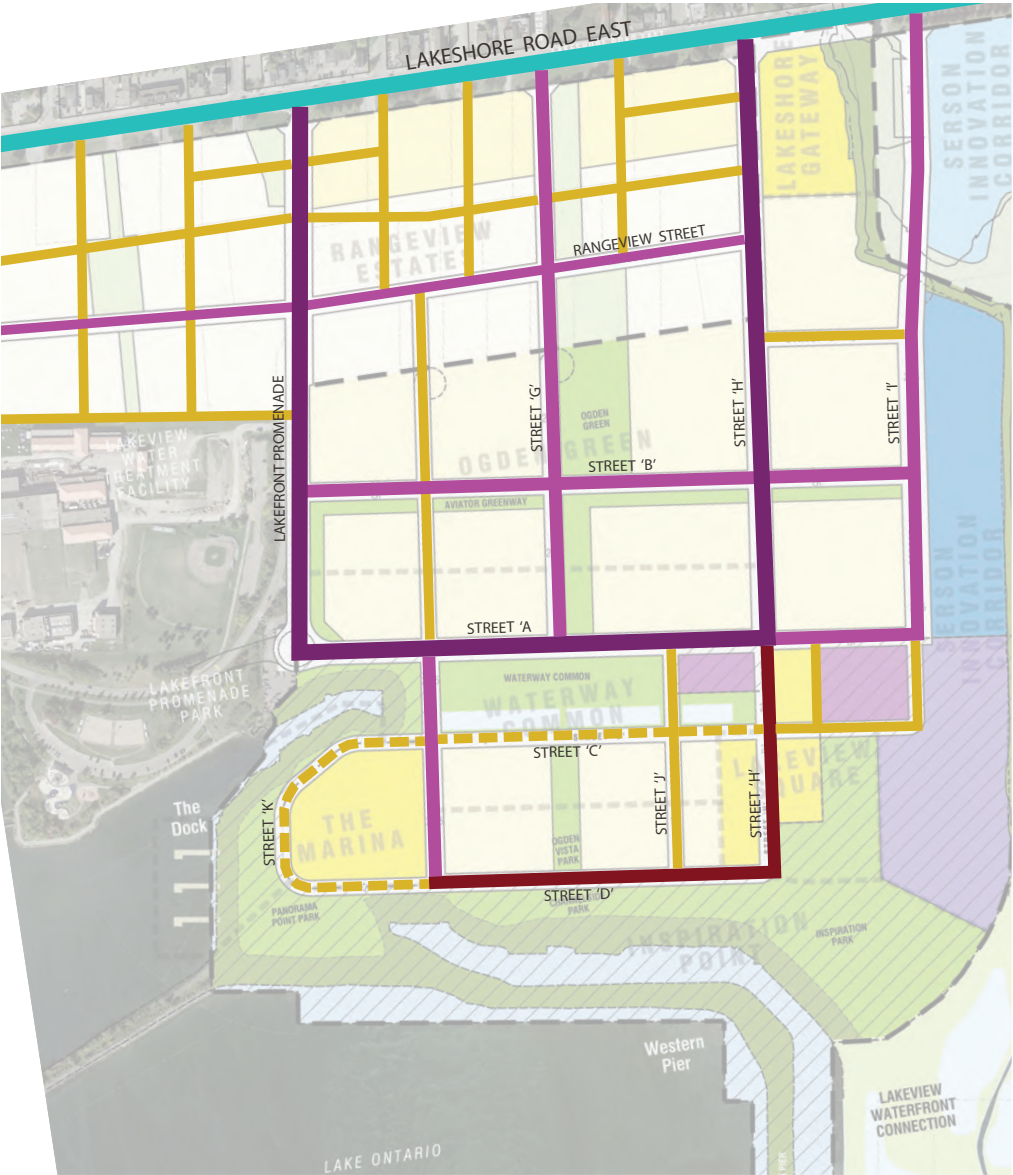 LAKESHORE ROAD EAST
LAKESHORE
GATEWAY
SERSON
INNOVATION
CORRIDOR
RANGEVIEW
ESTATES
RANGEVIEW STREET
LAKEFRONT PROMENADE
STREET 'G'
STREET 'H'
STREET 'I'
OGDEN
GREEN
OGDEN GREEN
STREET 'B'
LAKEVIEW
WATER
TREATMENT
FACILITY
AVIATOR GREENWAY
SERSON
INNOVATION
CORRIDOR
STREET 'A
LAKEFRONT
PROMENADE
PARK
WATERWAY COMMON
WATERWAY
COMMON
STREET 'C'
LAKEVIEW
SQUARE
The
Dock
STREET 'K'
THE
MARINA
STREET 'J'
STREET 'H'
OGDEN
VISTA
PARK
STREET 'D'
PARK
PANORAMA
POINT PARK
INSPIRATION
POINT
INSPIRATION
PARK
Western
Pier
LAKEVIEW
WATERFRONT
CONNECTION
LAKE ONTARIO